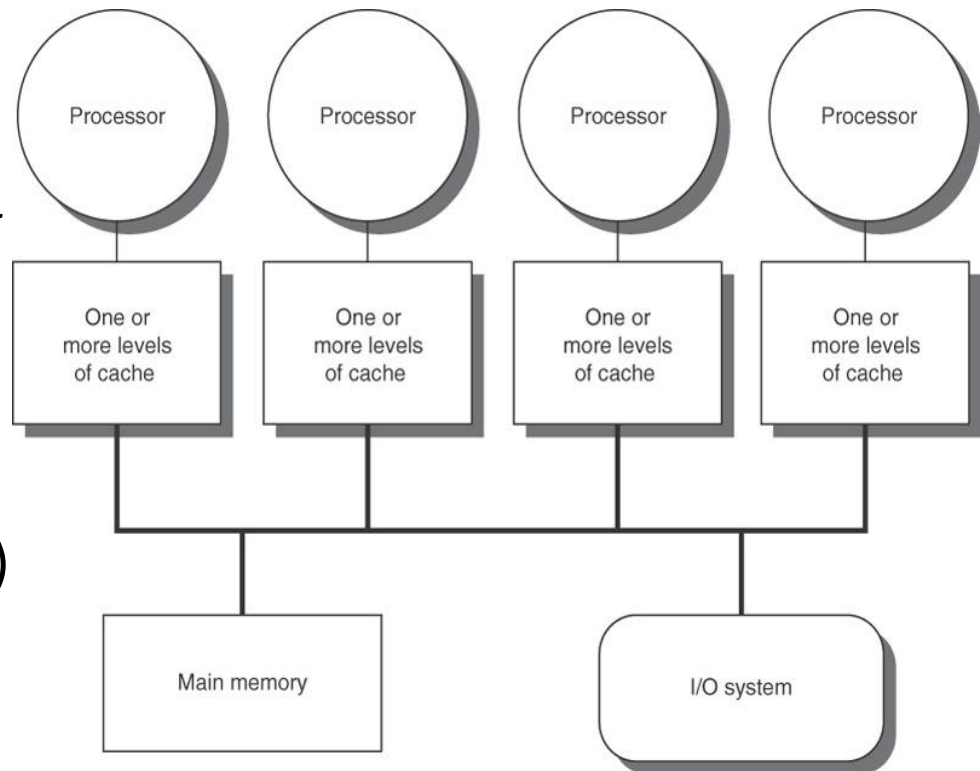 Processor
Processor
Processor
Processor
One or
more levels
of cache
One or
more levels
of cache
One or
more levels
of cache
One or
more levels
of cache
)
Main memory
I/O system